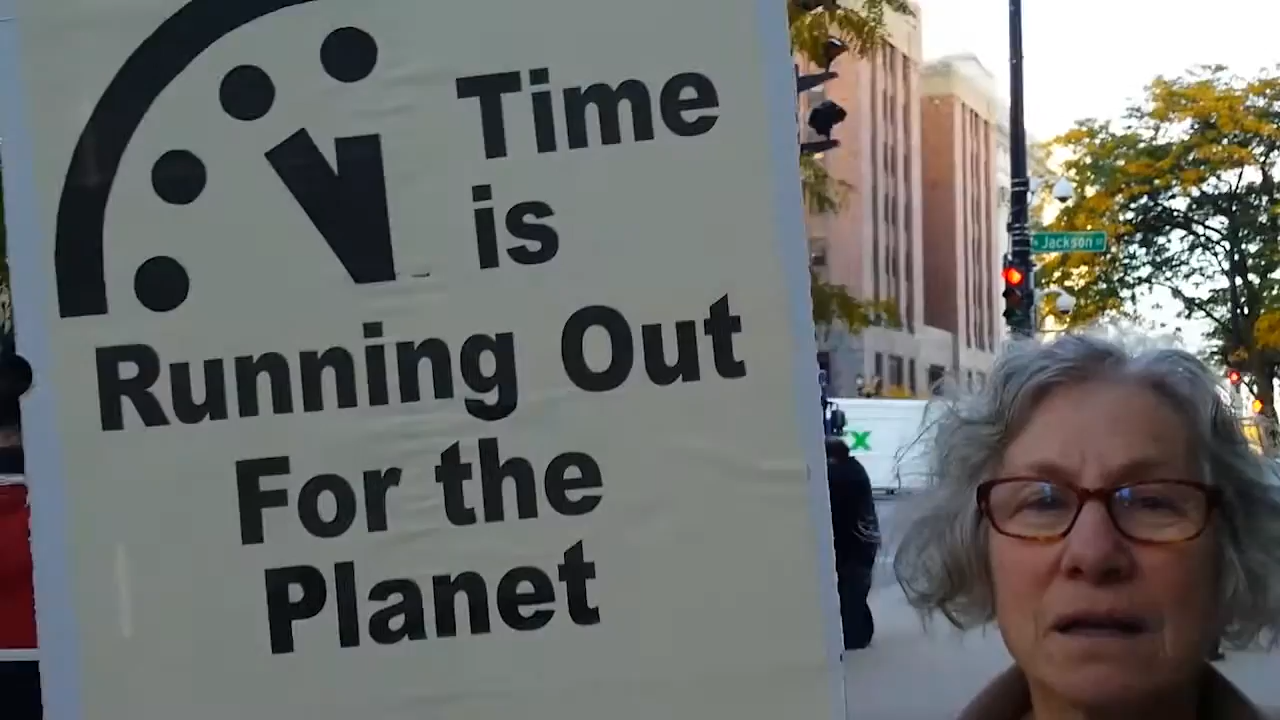 Time
is
Running Out
For the
Planet
Jackson